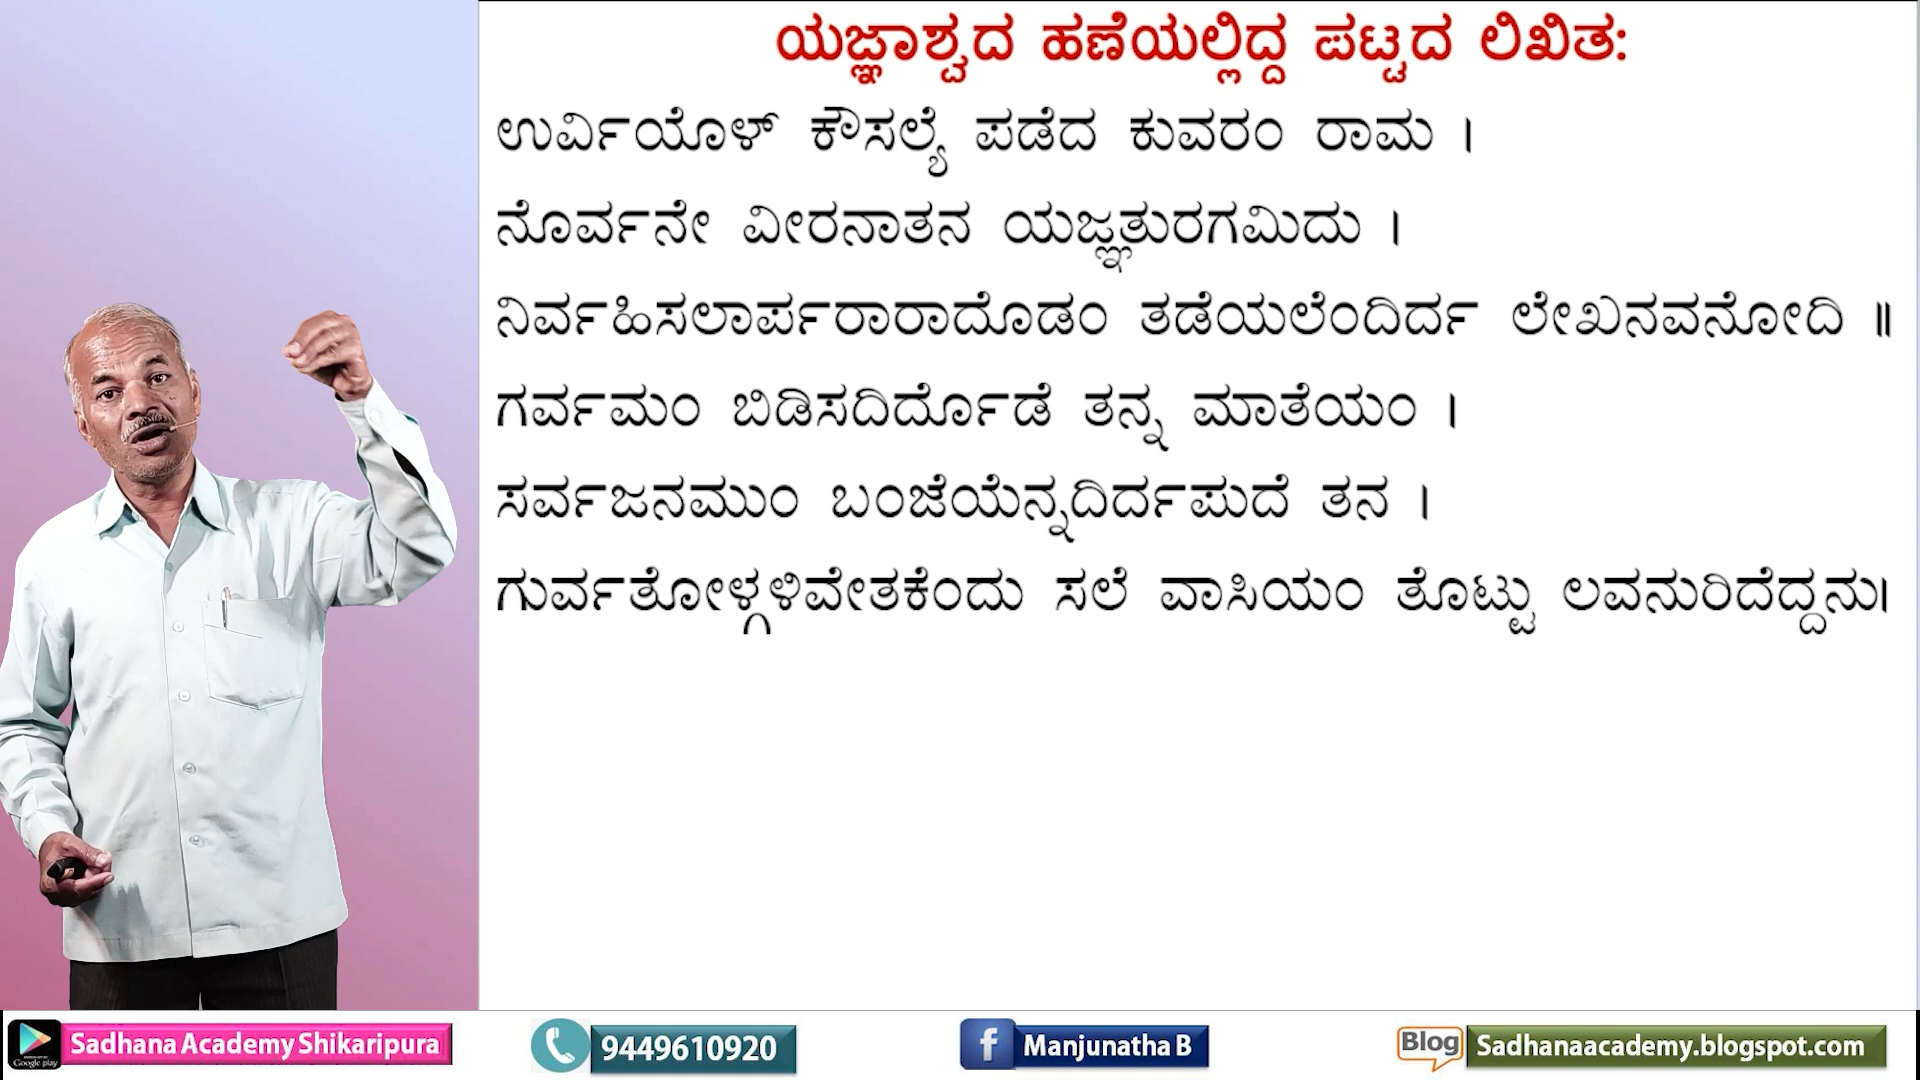 ಯಜ್ಞಾಶ್ವದ ಹಣೆಯಲ್ಲಿದ್ದ ಪಟ್ಟದ ಲಿಖಿತ:
ಉರ್ವಿಯೊಳ್ ಕೌಸಲ್ಯೆ ಪಡೆದ ಕುವರಂ ರಾಮ ।
ನೊರ್ವನೇ ವೀರನಾತನ ಯಜ್ಞತುರಗಮಿದು ।
ನಿರ್ವಹಿಸಲಾರ್ಪರಾರಾದೊಡಂ ತಡೆಯಲೆಂದಿರ್ದ ಲೇಖನವನೋದಿ ॥
ಗರ್ವಮಂ ಬಿಡಿಸದಿರ್ದೊಡೆ ತನ್ನ ಮಾತೆಯಂ ।
ಸರ್ವಜನಮುಂ ಬಂಜೆಯೆನ್ನದಿರ್ದಪುದೆ ತನ ।
ಗುರ್ವತೋಳ್ಗಳಿವೇತಕೆಂದು ಸಲೆ ವಾಸಿಯಂ ತೊಟ್ಟು ಲವನುರಿದೆದ್ದನು।
Google play
Sadhana Academy Shikaripura
9449610920
f
Manjunatha B
Blog
Sadhanaacademy.blogspot.com